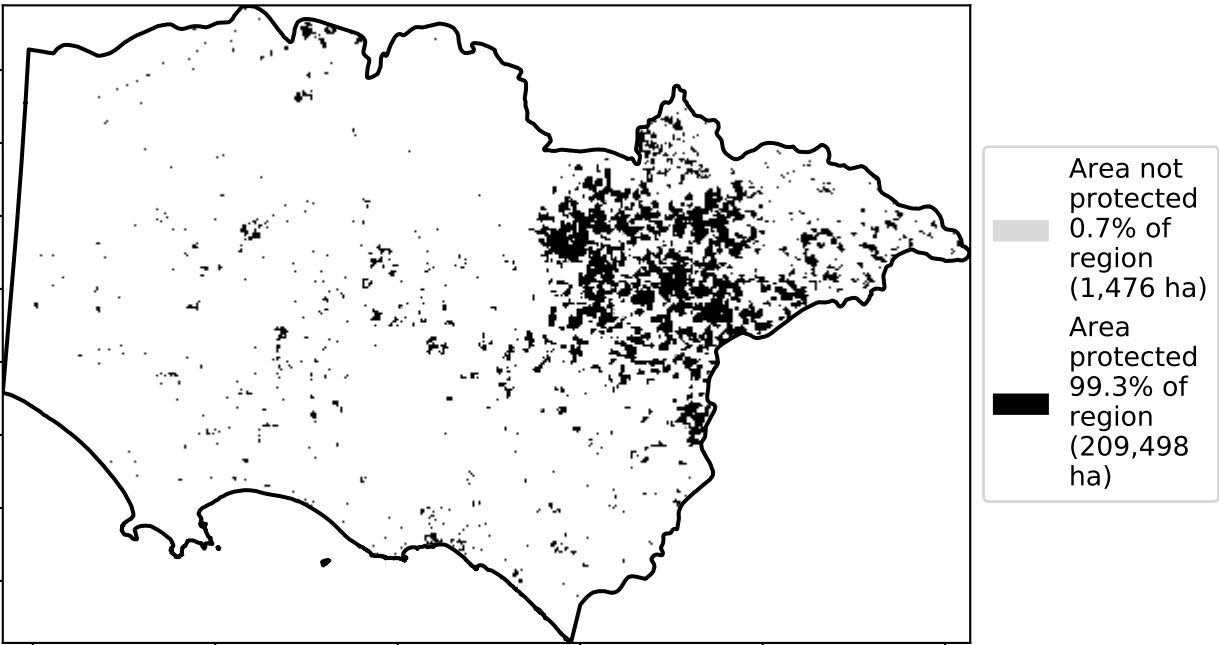 Area not
protected
0.7% of
region
(1,476 ha)
Area
protected
99.3% of
region
(209,498
ha)